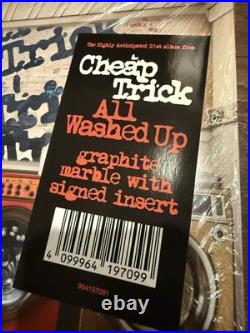 The Highly Anticipated 21st album from
Cheap
Trick
All
Washed Up
graphite
marble with
signed insert
4 099964 197099
964197091